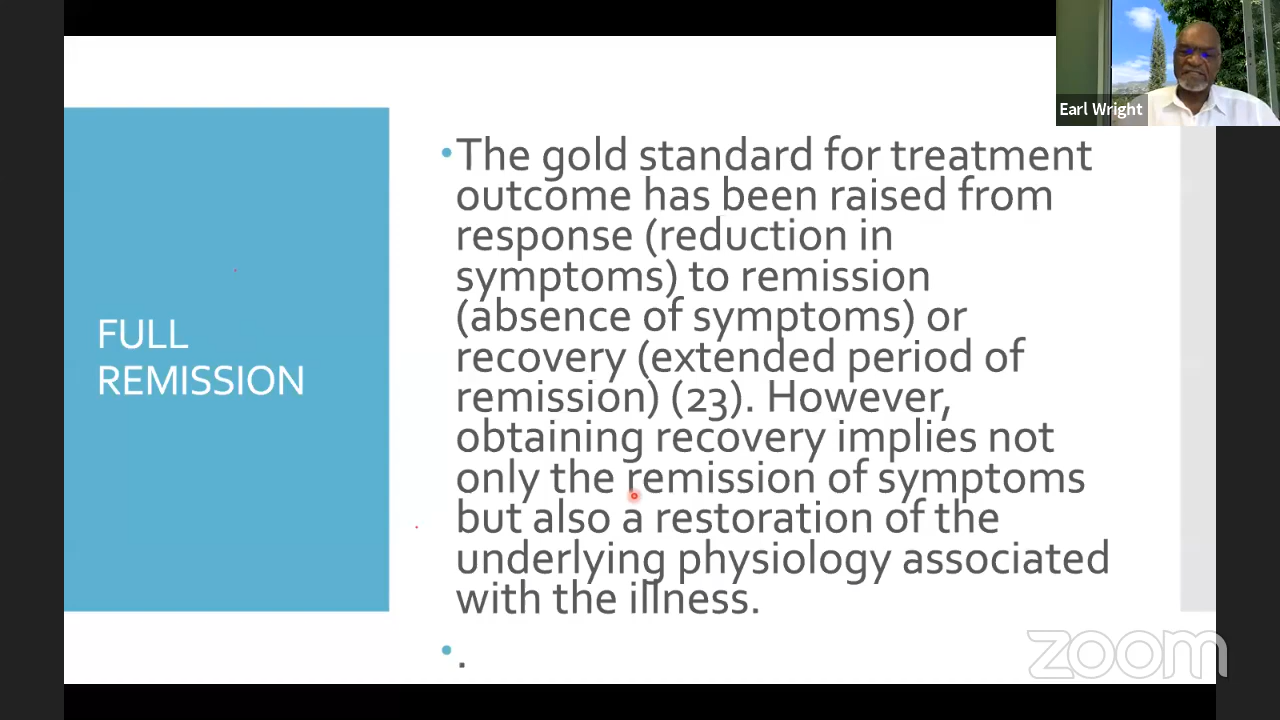 Earl Wright
FULL
REMISSION
•The gold standard for treatment
outcome has been raised from
response (reduction in
symptoms) to remission
(absence of symptoms) or
recovery (extended period of
remission) (23). However,
obtaining recovery implies not
only the remission of symptoms
but also a restoration of the
underlying physiology associated
with the illness.
•.
zoom